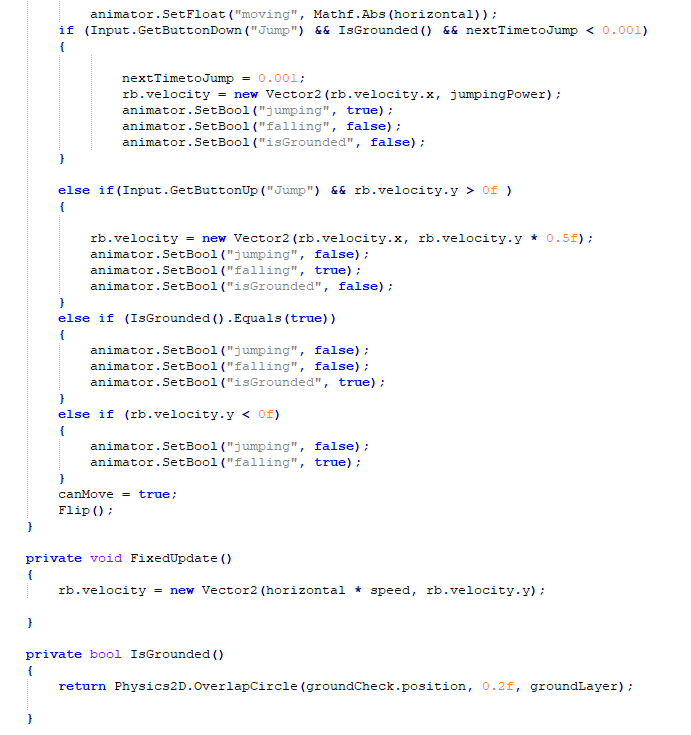 animator.SetFloat("moving", Mathf.Abs(horizontal));
if (Input.GetButtonDown("Jump") && IsGrounded() && nextTimetoJump < 0.001)
{
nextTimetoJump = 0.001;
rb.velocity = new Vector2(rb.velocity.x, jumpingPower);
animator.SetBool("jumping", true);
animator.SetBool("falling", false);
animator.SetBool("isGrounded", false);
}
else if(Input.GetButtonUp("Jump") && rb.velocity.y > 0f )
{
rb.velocity = new Vector2(rb.velocity.x, rb.velocity.y * 0.5f);
animator.SetBool("jumping", false);
animator.SetBool("falling", true);
animator.SetBool("isGrounded", false);
}
else if (IsGrounded().Equals(true))
{
animator.SetBool("jumping", false);
animator.SetBool("falling", false);
animator.SetBool("isGrounded", true);
}
else if (rb.velocity.y < 0f)
{
animator.SetBool("jumping", false);
animator.SetBool("falling", true);
}
canMove = true;
Flip();
}
private void FixedUpdate()
{
rb.velocity = new Vector2(horizontal * speed, rb.velocity.y);
}
private bool IsGrounded()
{
return Physics2D.OverlapCircle(groundCheck.position, 0.2f, groundLayer);
}